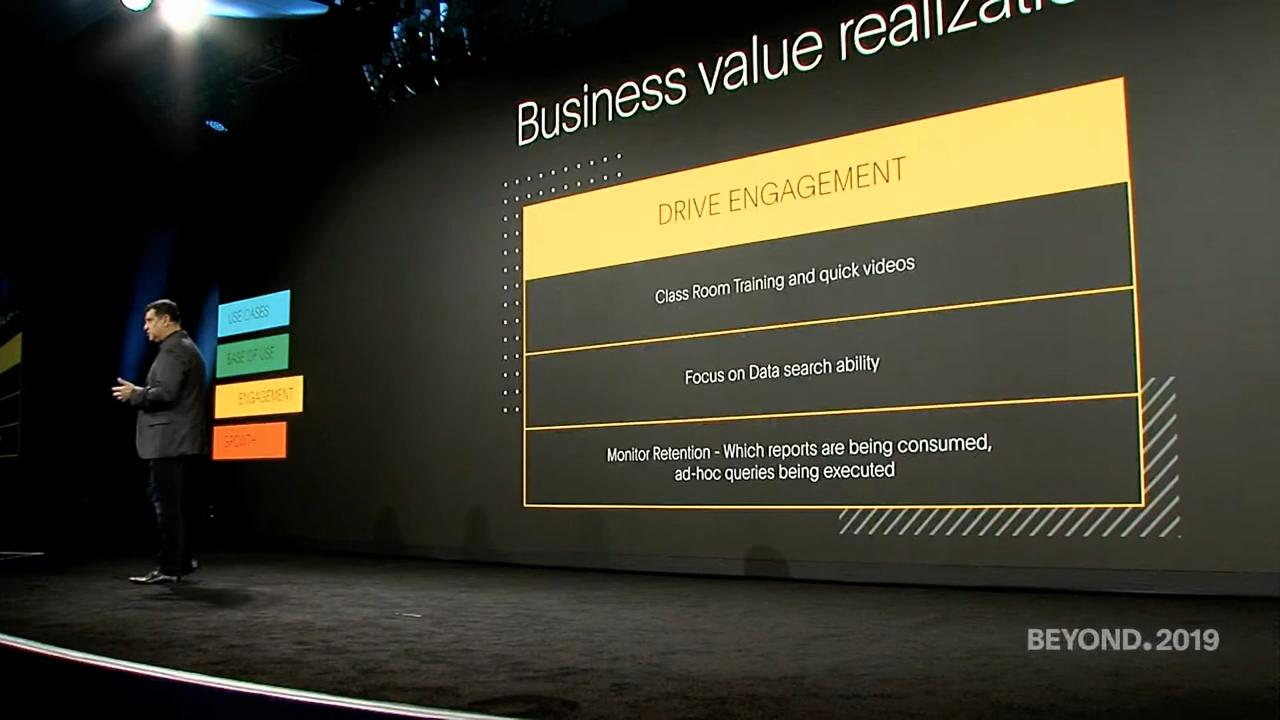 Business value
DRIVE ENGAGEMENT
Class Room Training and quick videos
Focus on Data search ability
Monitor Retention - Which reports are being consumed,
ad-hoc queries being executed
USE CASES
EASE OF USE
ENGAGEMENT
GROWTH
BEYOND.2019